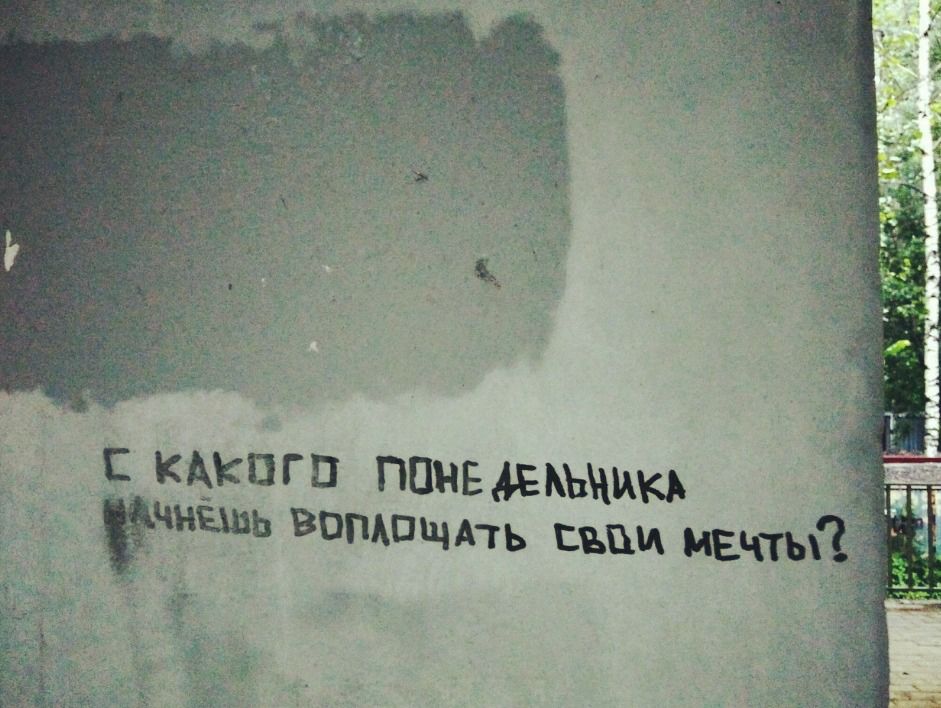 С КАКОГО ПОНЕДЕЛЬНИКА
НАЧНЁШЬ ВОПЛОЩАТЬ СВОИ МЕЧТЫ?